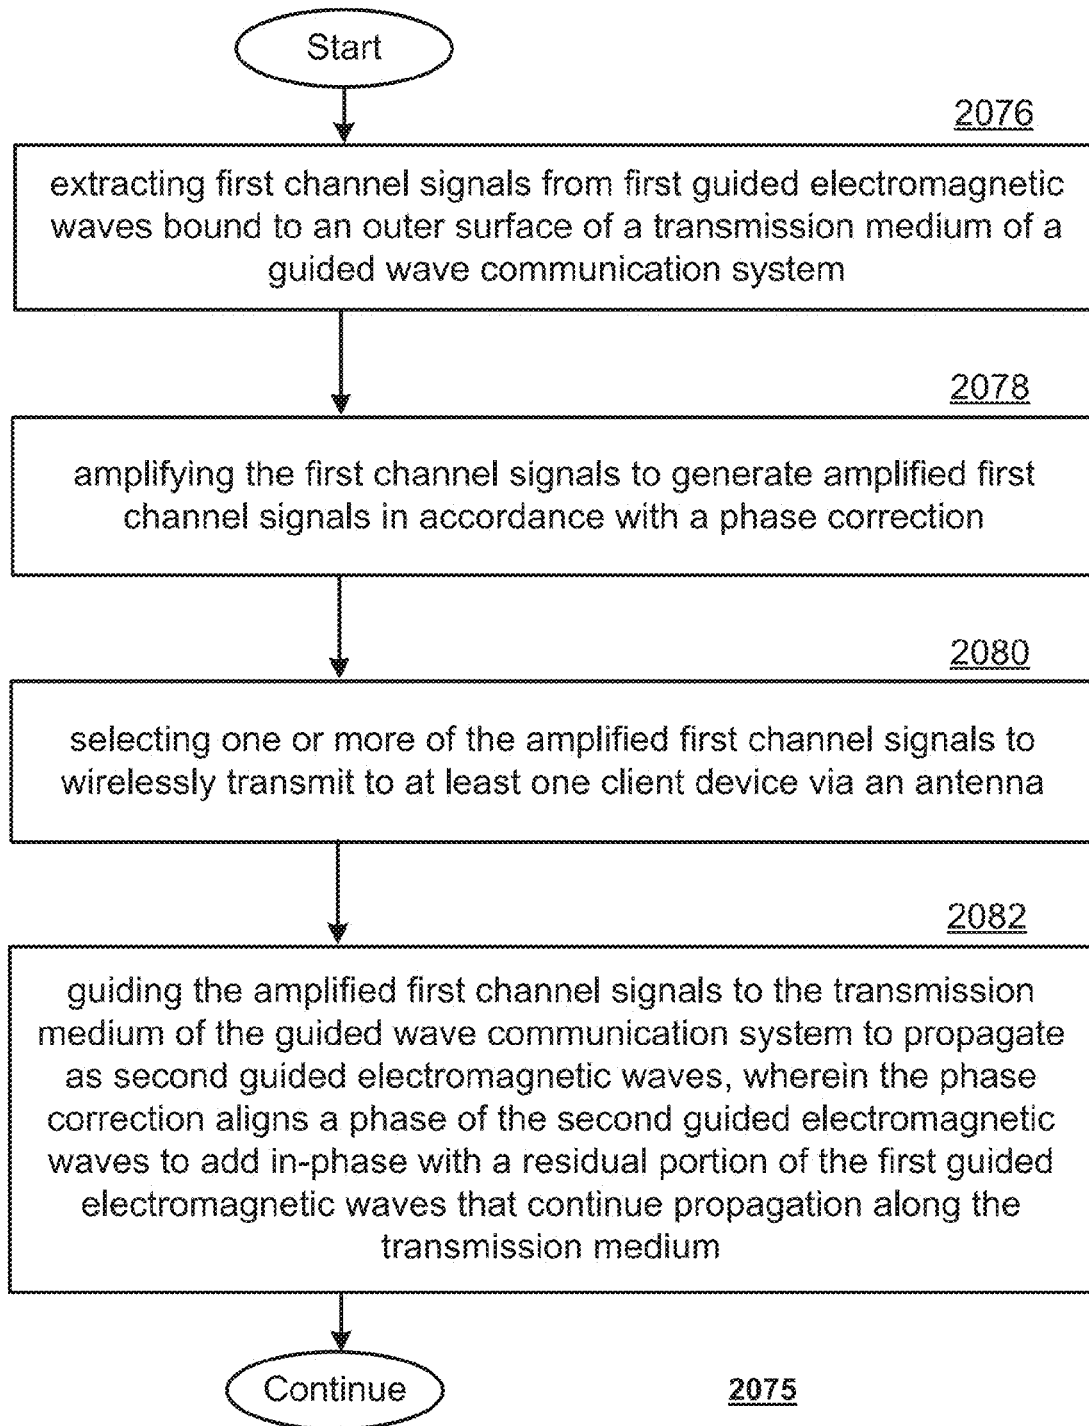 Start
2076
extracting first channel signals from first guided electromagnetic
waves bound to an outer surface of a transmission medium of a
guided wave communication system
2078
amplifying the first channel signals to generate amplified first
channel signals in accordance with a phase correction
2080
selecting one or more of the amplified first channel signals to
wirelessly transmit to at least one client device via an antenna
2082
guiding the amplified first channel signals to the transmission
medium of the guided wave communication system to propagate
as second guided electromagnetic waves, wherein the phase
correction aligns a phase of the second guided electromagnetic
waves to add in-phase with a residual portion of the first guided
electromagnetic waves that continue propagation along the
transmission medium
Continue
2075